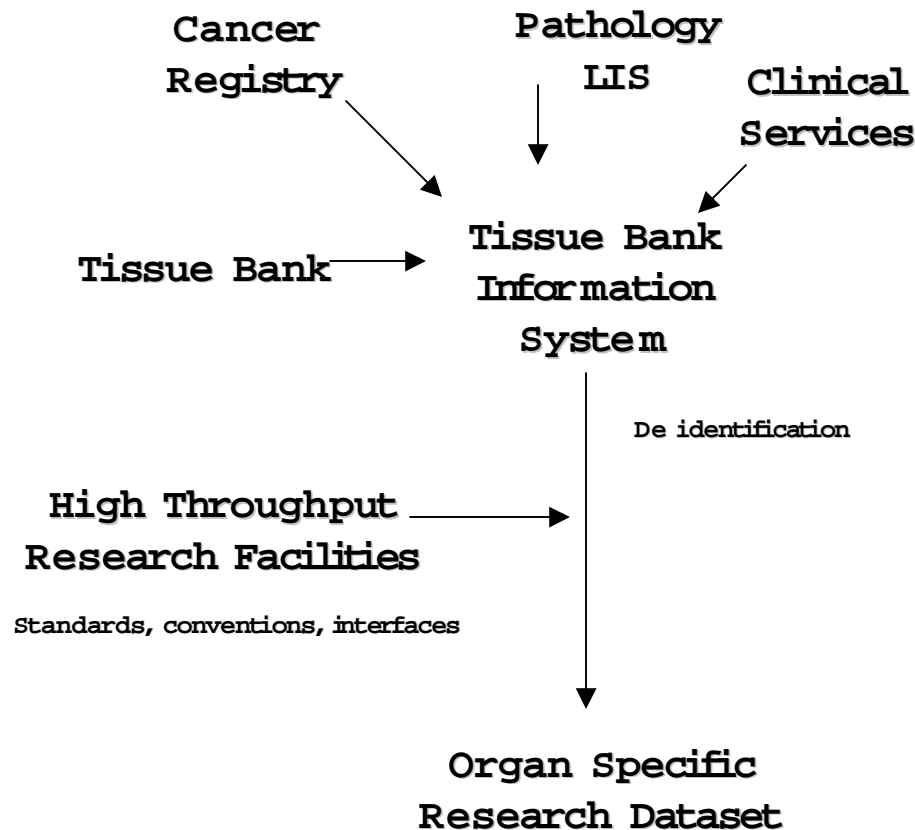 Cancer
Registry
Pathology
LIS
Clinical
Services
Tissue Bank
Tissue Bank
Information
System
De identification
High Throughput
Research Facilities
Standards, conventions, interfaces
Organ Specific
Research Dataset